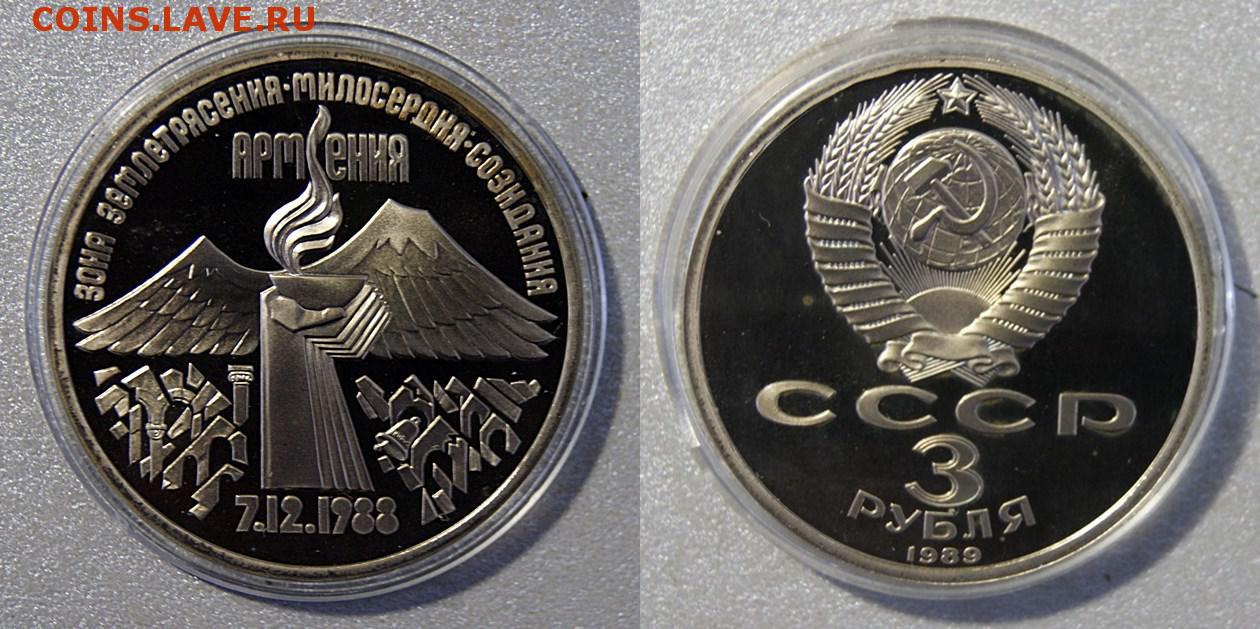 COINS.LAVE.RU
ЗОНА ЗЕМЛЕТРЯСЕНИЯ·МИЛОСЕРДИЯ·СОЗИДАНИЯ
АРМЕНИЯ
7.12.1988
СССР
3
РУБЛЯ
1989